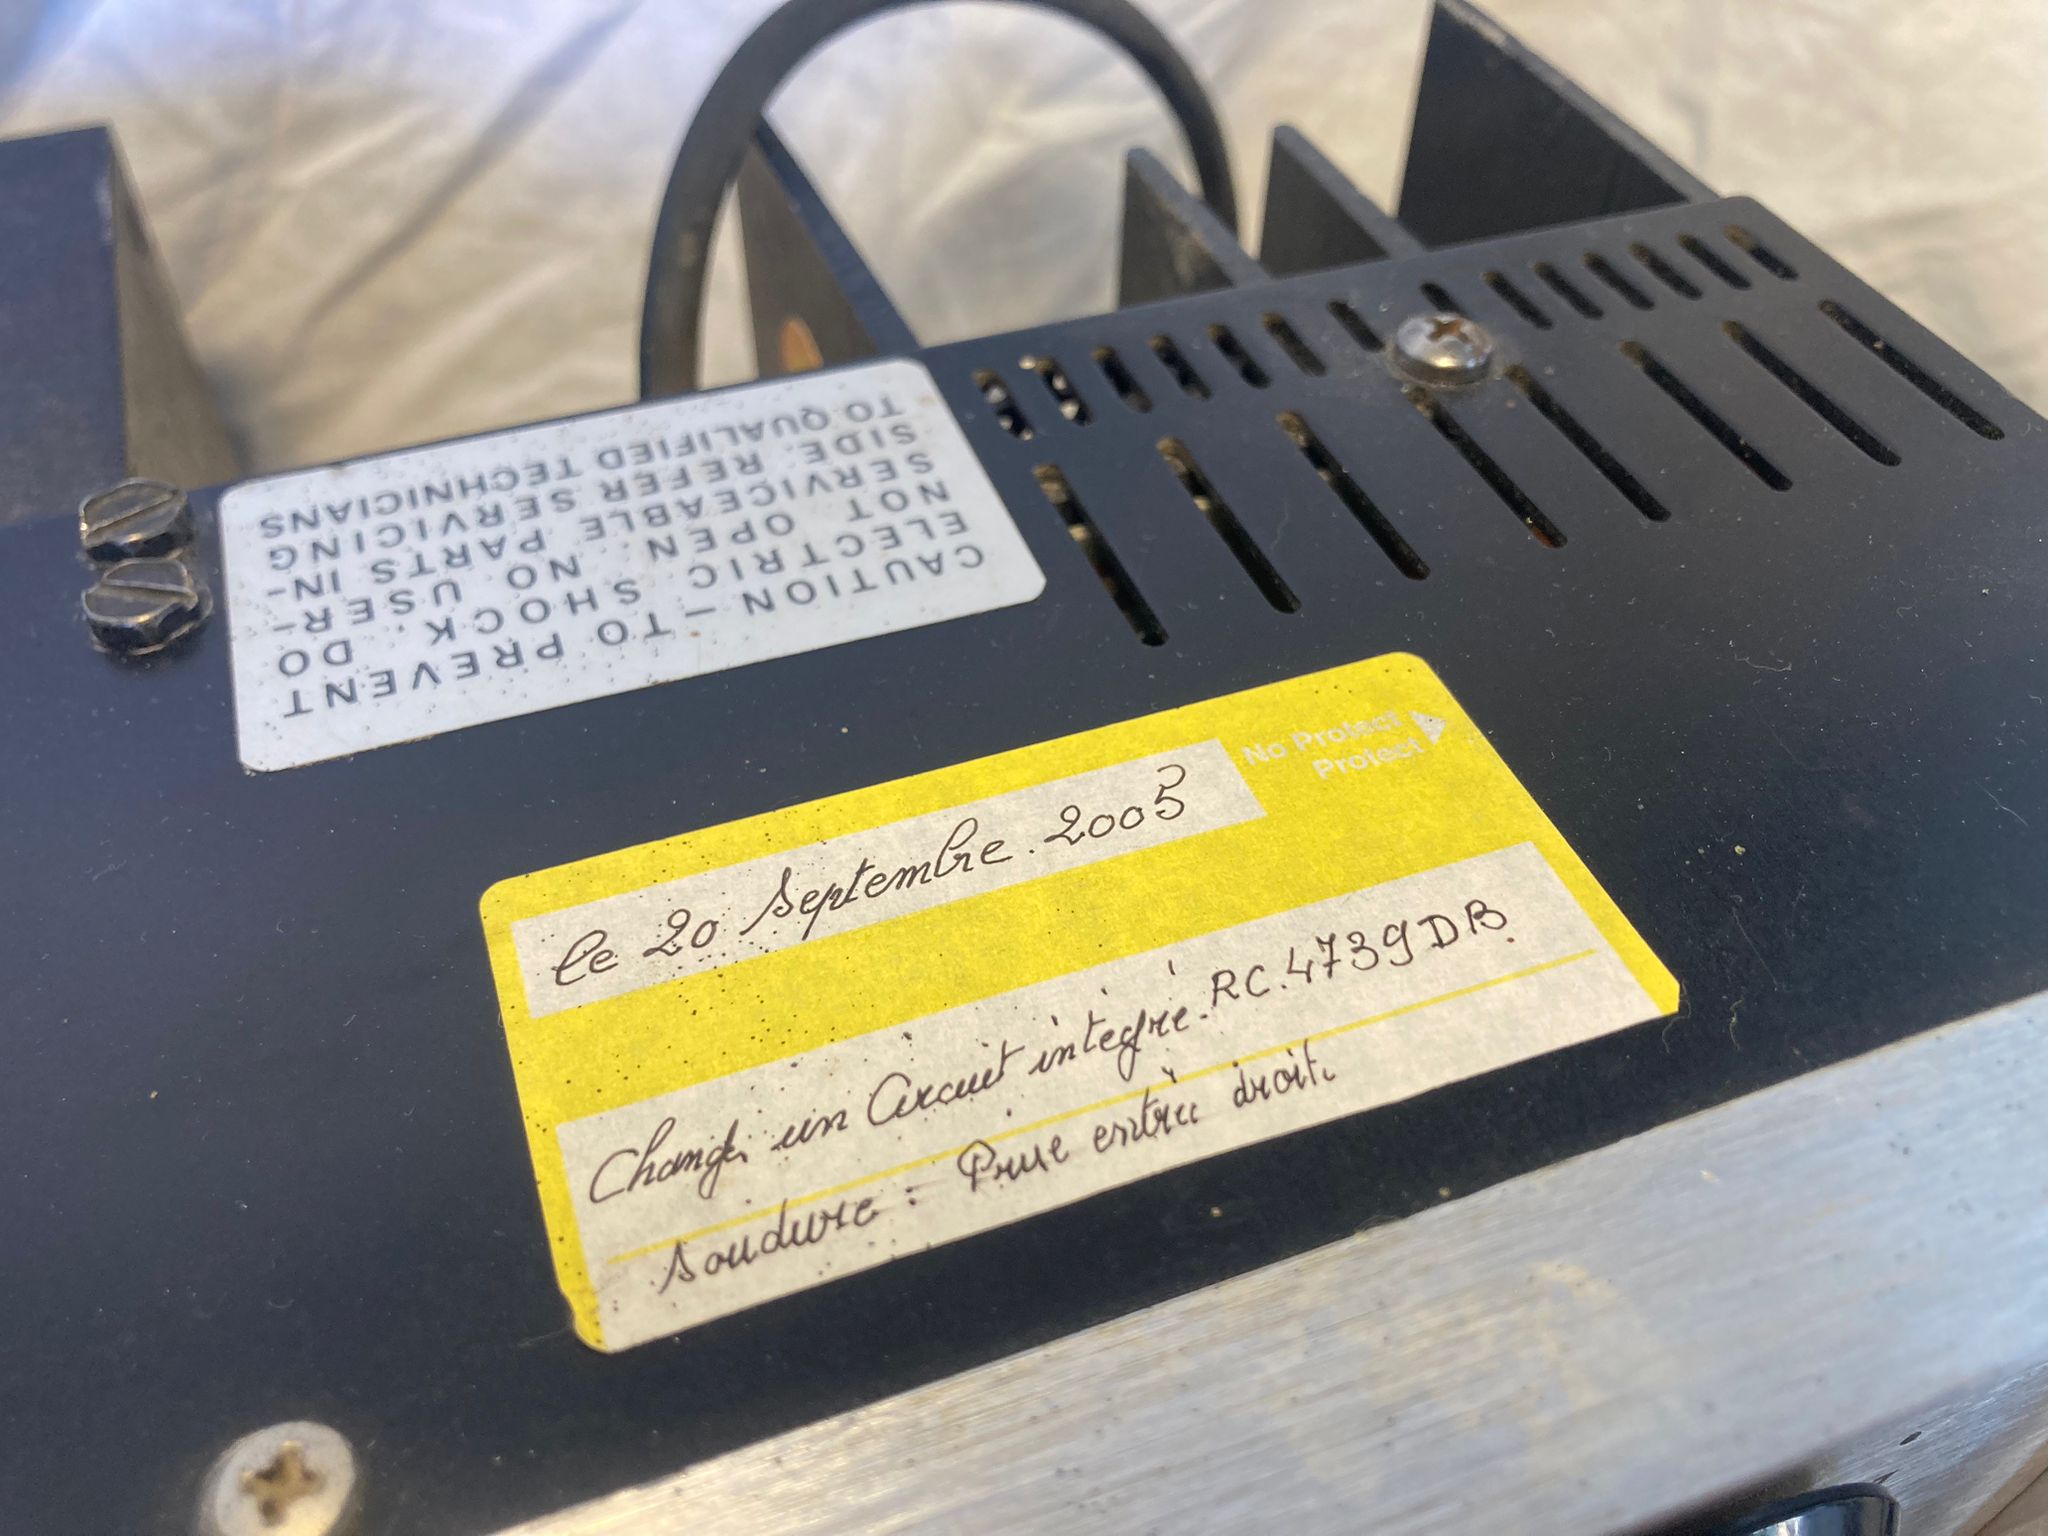 CAUTION – TO PREVENT
ELECTRIC SHOCK. DO
NOT OPEN. NO USER-
SERVICEABLE PARTS IN-
SIDE. REFER SERVICING
TO QUALIFIED TECHNICIANS
No Protect
Protect
le 20 Septembre. 2005
Changé un Circuit intégré. RC.4739DB.
Soudure : Prise entrée droit.